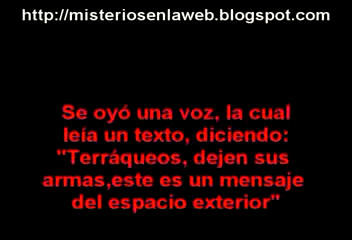 http://misteriosenlaweb.blogspot.com
Se oyó una voz, la cual
leía un texto, diciendo:
"Terráqueos, dejen sus
armas,este es un mensaje
del espacio exterior"